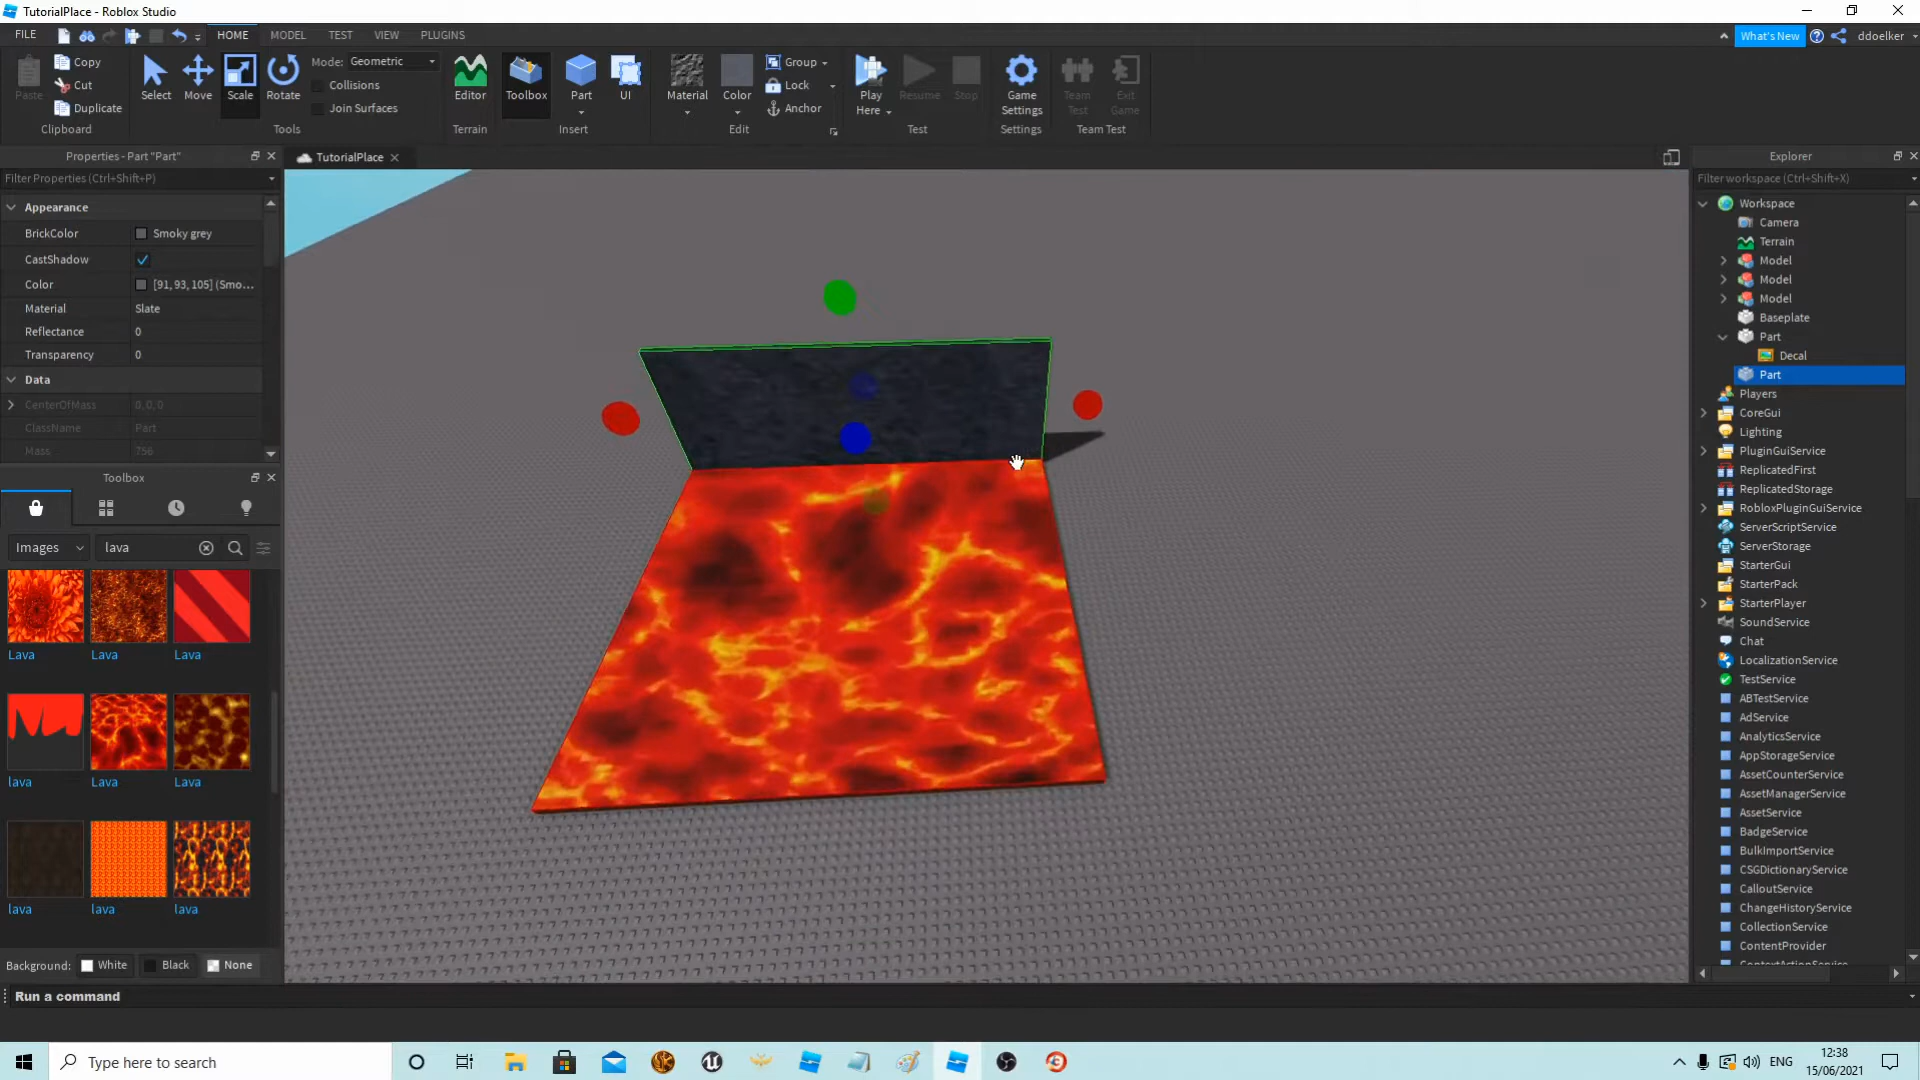 TutorialPlace - Roblox Studio
FILE
HOME
MODEL
TEST
VIEW
PLUGINS
What's New
ddoelker
Paste
Copy
Cut
Duplicate
Clipboard
Select
Move
Scale
Rotate
Mode: Geometric
Collisions
Join Surfaces
Tools
Editor
Terrain
Toolbox
Part
UI
Insert
Material
Color
Group
Lock
Anchor
Edit
Play Here
Resume
Stop
Test
Game Settings
Settings
Team Test
Exit Game
Team Test
Properties - Part "Part"
Filter Properties (Ctrl+Shift+P)
Appearance
BrickColor Smoky grey
CastShadow
Color [91, 93, 105] (Smo...
Material Slate
Reflectance 0
Transparency 0
Data
CenterOfMass 0, 0, 0
ClassName Part
Mass 756
Toolbox
Images lava
Lava Lava Lava
lava Lava Lava
lava lava lava
Background: White Black None
Run a command
TutorialPlace
Explorer
Filter workspace (Ctrl+Shift+X)
Workspace
Camera
Terrain
Model
Model
Model
Baseplate
Part
Decal
Part
Players
CoreGui
Lighting
PluginGuiService
ReplicatedFirst
ReplicatedStorage
RobloxPluginGuiService
ServerScriptService
ServerStorage
StarterGui
StarterPack
StarterPlayer
SoundService
Chat
LocalizationService
TestService
ABTestService
AdService
AnalyticsService
AppStorageService
AssetCounterService
AssetManagerService
AssetService
BadgeService
BulkImportService
CSGDictionaryService
CalloutService
ChangeHistoryService
CollectionService
ContentProvider
ContextActionService
Type here to search
ENG
12:38
15/06/2021